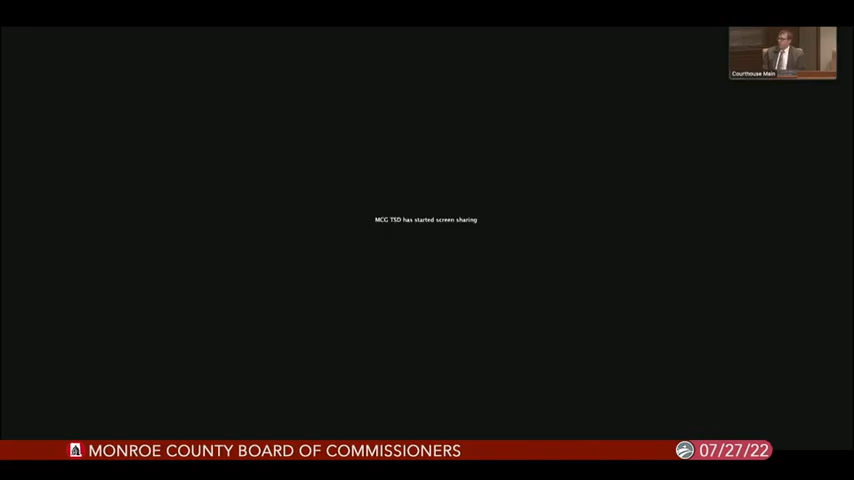 Courthouse Main
MCG TSD has started screen sharing
MONROE COUNTY BOARD OF COMMISSIONERS
07/27/22